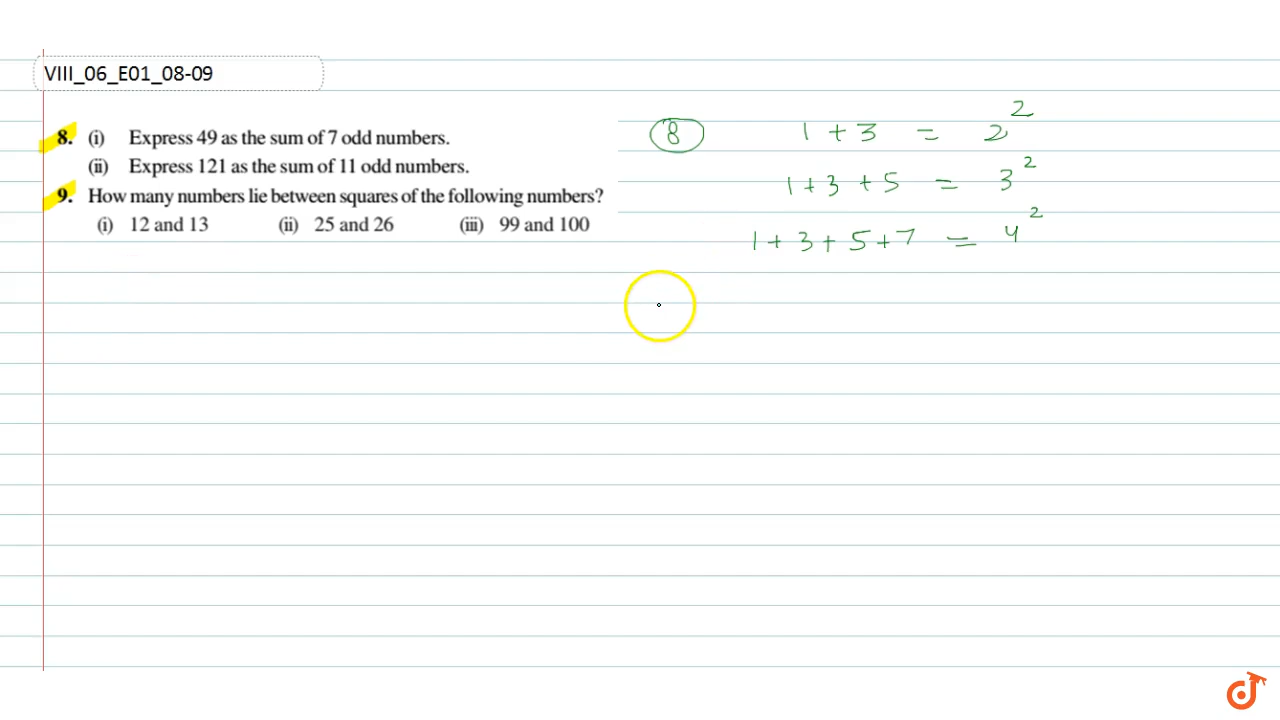 VIII_06_E01_08-09
8. (i) Express 49 as the sum of 7 odd numbers.
(ii) Express 121 as the sum of 11 odd numbers.
9. How many numbers lie between squares of the following numbers?
(i) 12 and 13 (ii) 25 and 26 (iii) 99 and 100
8 1 + 3 = 2²
1 + 3 + 5 = 3²
1 + 3 + 5 + 7 = 4²